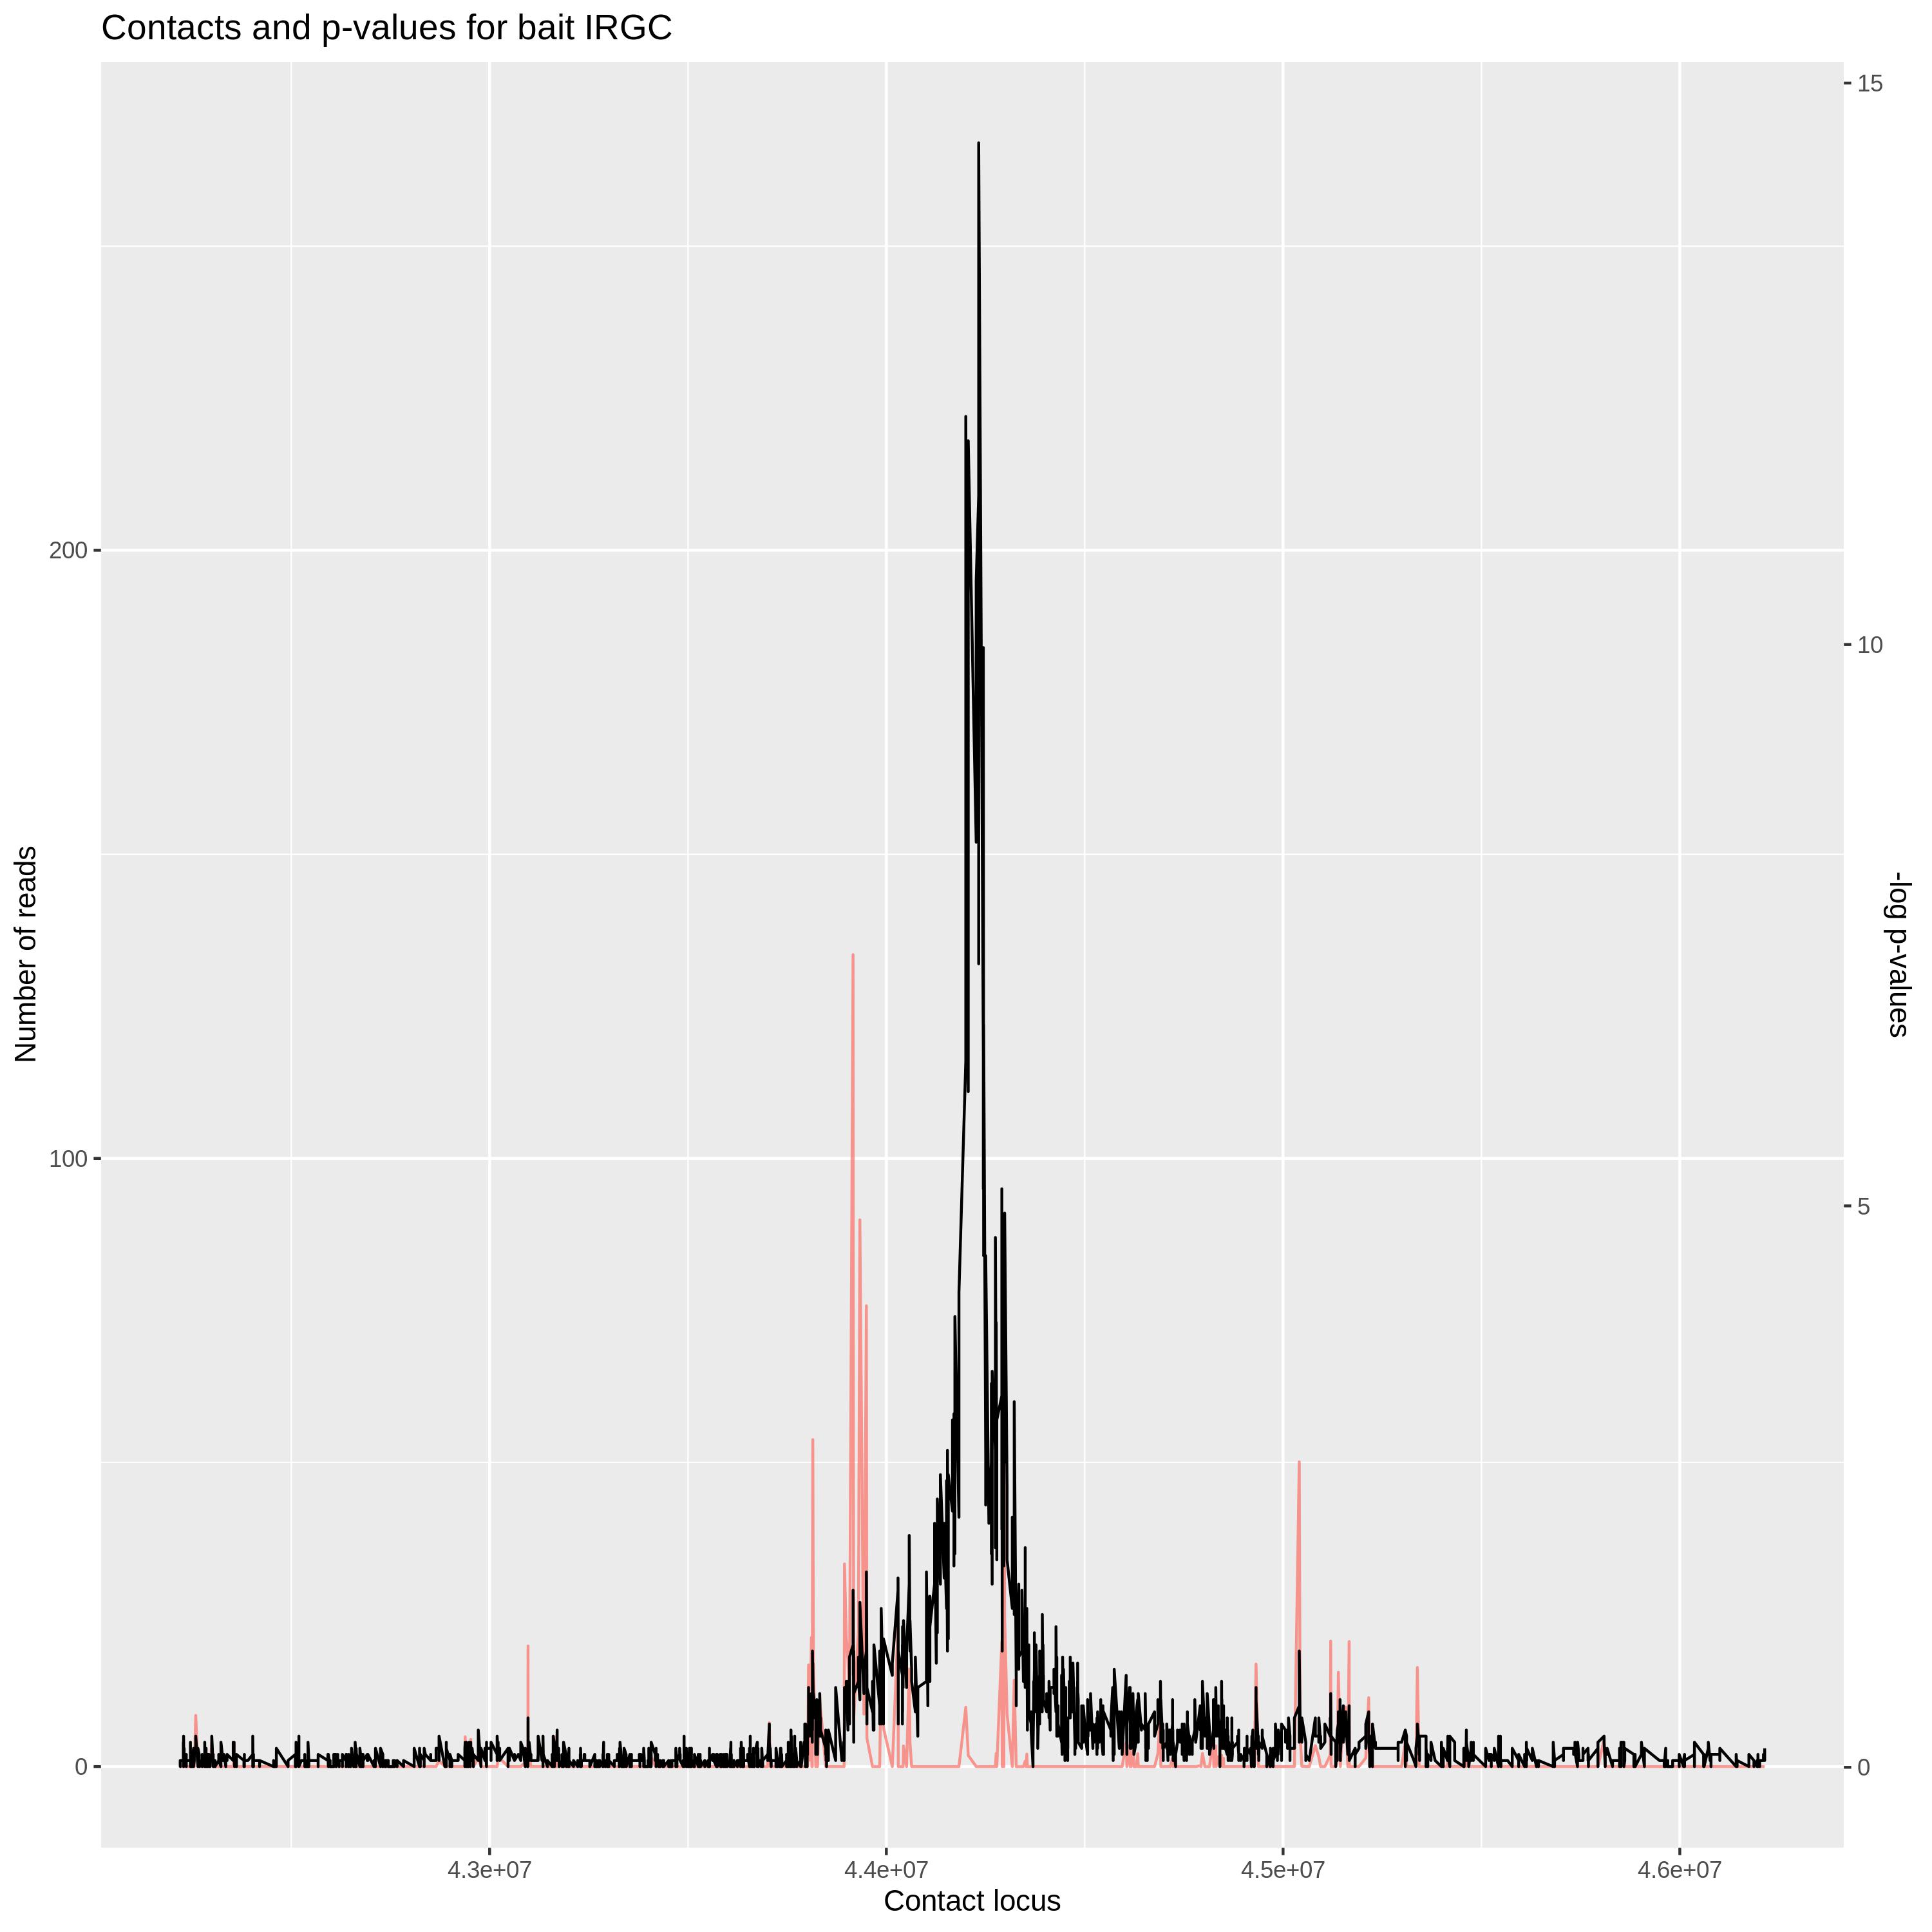 Contacts and p-values for bait IRGC
Number of reads
200
100
0
15
10
5
0
-log p-values
4.3e+07
4.4e+07
4.5e+07
4.6e+07
Contact locus